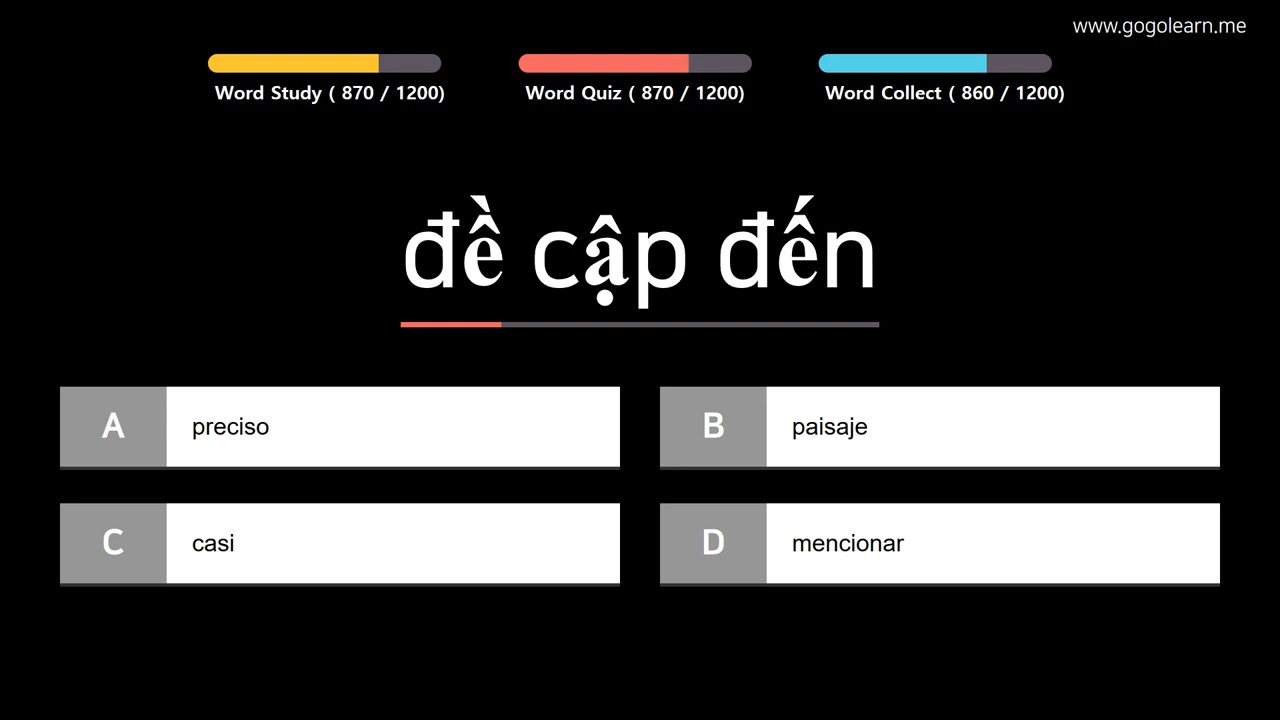 www.gogolearn.me
Word Study ( 870 / 1200)
Word Quiz ( 870 / 1200)
Word Collect ( 860 / 1200)
đề cập đến
A preciso
B paisaje
C casi
D mencionar